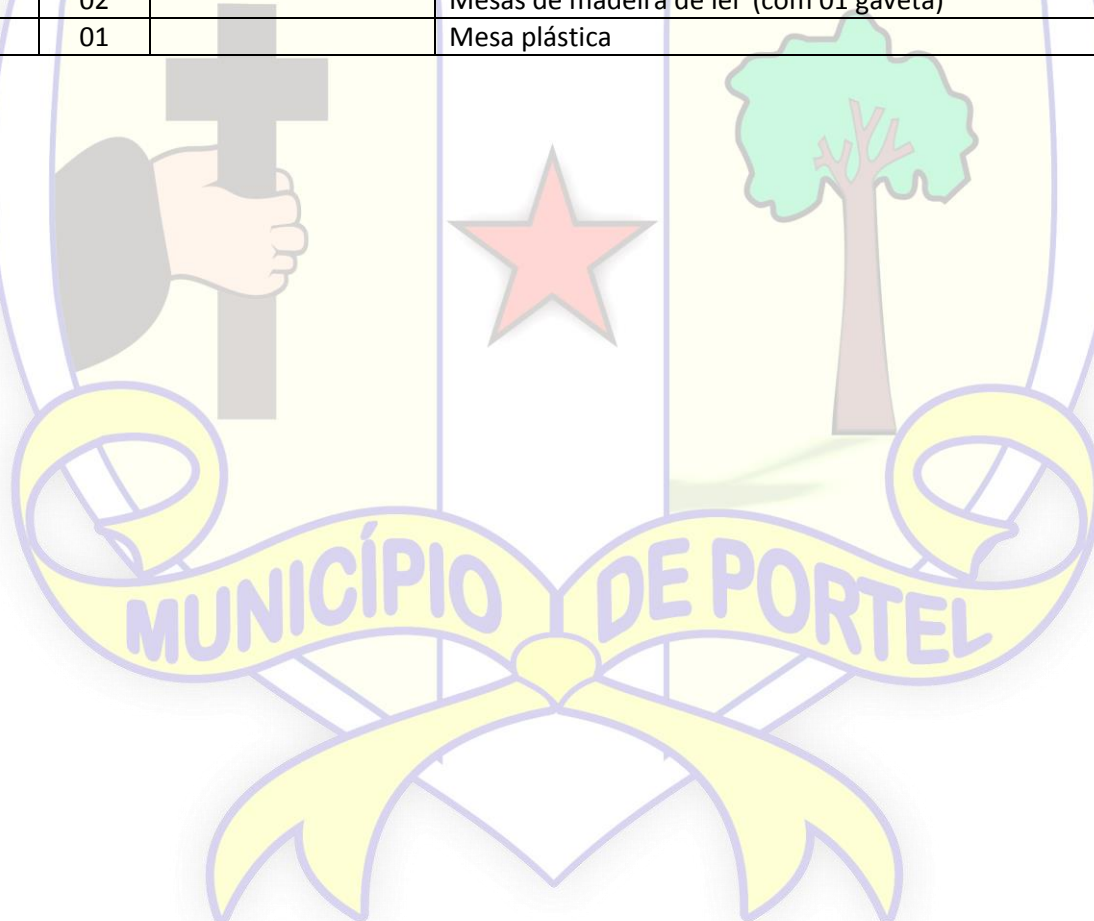 02 Mesas de madeira de ler (com 01 gaveta)
01 Mesa plástica
MUNICÍPIO DE PORTEL